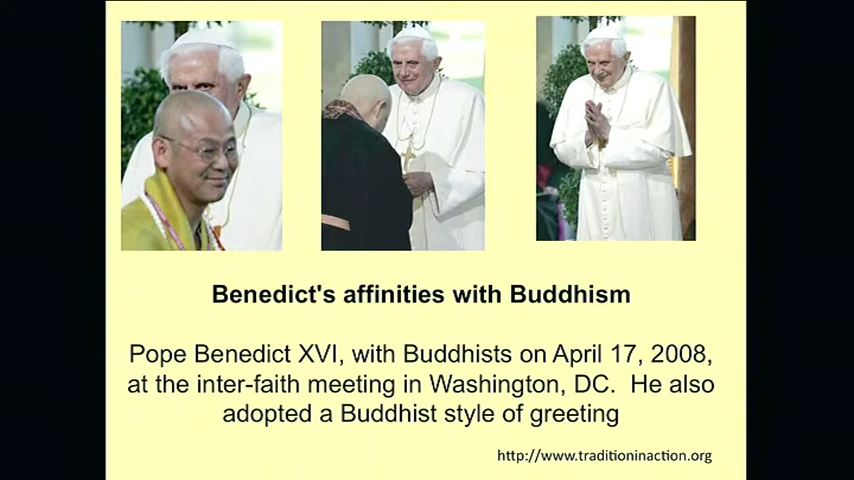 Benedict's affinities with Buddhism
Pope Benedict XVI, with Buddhists on April 17, 2008,
at the inter-faith meeting in Washington, DC.  He also
adopted a Buddhist style of greeting
http://www.traditioninaction.org